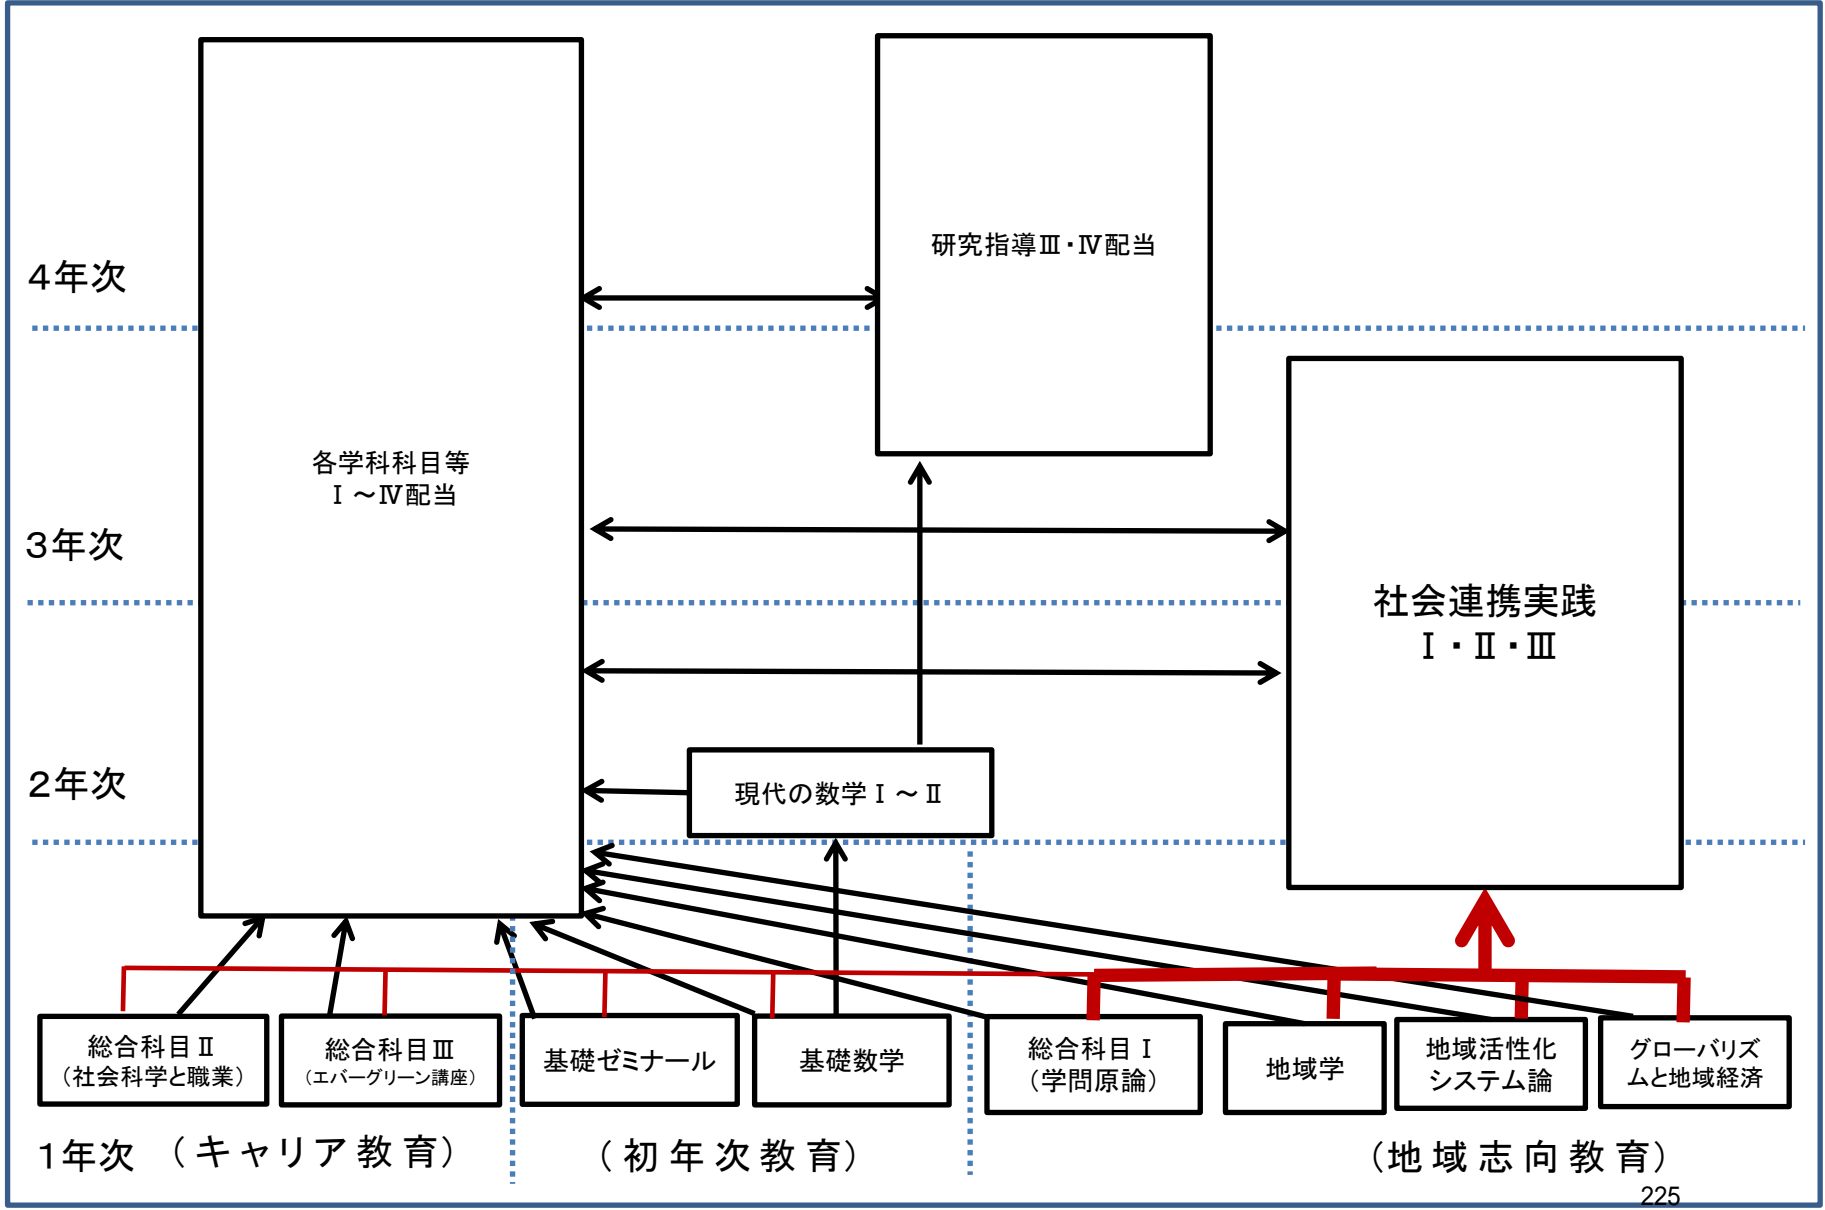 研究指導Ⅲ・Ⅳ配当
4年次
各学科科目等
Ⅰ～Ⅳ配当
3年次
社会連携実践
Ⅰ・Ⅱ・Ⅲ
2年次
現代の数学Ⅰ～Ⅱ
総合科目Ⅱ
（社会科学と職業）
総合科目Ⅲ
（エバーグリーン講座）
基礎ゼミナール
基礎数学
総合科目Ⅰ
（学問原論）
地域学
地域活性化
システム論
グローバリズ
ムと地域経済
1年次 （キャリア教育） （初年次教育） （地域志向教育）
225